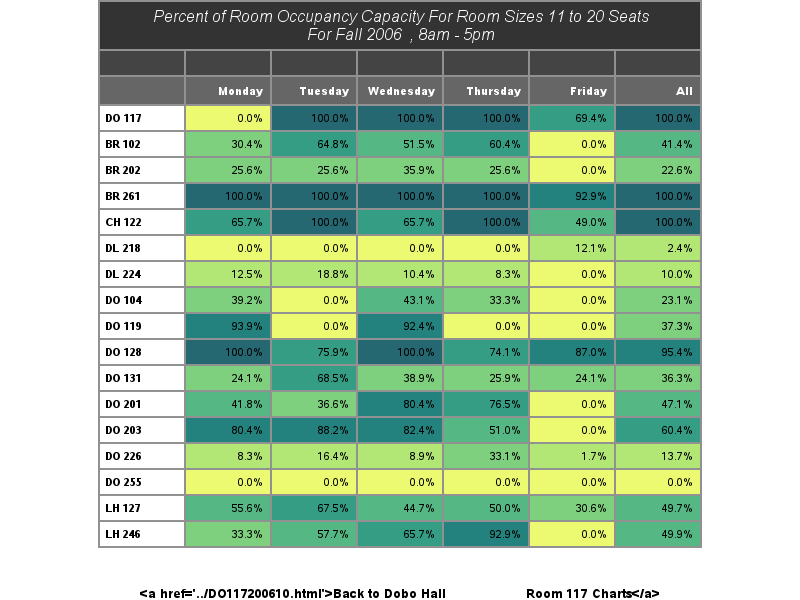 Percent of Room Occupancy Capacity For Room Sizes 11 to 20 Seats
For Fall 2006 , 8am - 5pm
Monday Tuesday Wednesday Thursday Friday All
DO 117 0.0% 100.0% 100.0% 100.0% 69.4% 100.0%
BR 102 30.4% 64.8% 51.5% 60.4% 0.0% 41.4%
BR 202 25.6% 25.6% 35.9% 25.6% 0.0% 22.6%
BR 261 100.0% 100.0% 100.0% 100.0% 92.9% 100.0%
CH 122 65.7% 100.0% 65.7% 100.0% 49.0% 100.0%
DL 218 0.0% 0.0% 0.0% 0.0% 12.1% 2.4%
DL 224 12.5% 18.8% 10.4% 8.3% 0.0% 10.0%
DO 104 39.2% 0.0% 43.1% 33.3% 0.0% 23.1%
DO 119 93.9% 0.0% 92.4% 0.0% 0.0% 37.3%
DO 128 100.0% 75.9% 100.0% 74.1% 87.0% 95.4%
DO 131 24.1% 68.5% 38.9% 25.9% 24.1% 36.3%
DO 201 41.8% 36.6% 80.4% 76.5% 0.0% 47.1%
DO 203 80.4% 88.2% 82.4% 51.0% 0.0% 60.4%
DO 226 8.3% 16.4% 8.9% 33.1% 1.7% 13.7%
DO 255 0.0% 0.0% 0.0% 0.0% 0.0% 0.0%
LH 127 55.6% 67.5% 44.7% 50.0% 30.6% 49.7%
LH 246 33.3% 57.7% 65.7% 92.9% 0.0% 49.9%
<a href='../DO117200610.html'>Back to Dobo Hall Room 117 Charts</a>